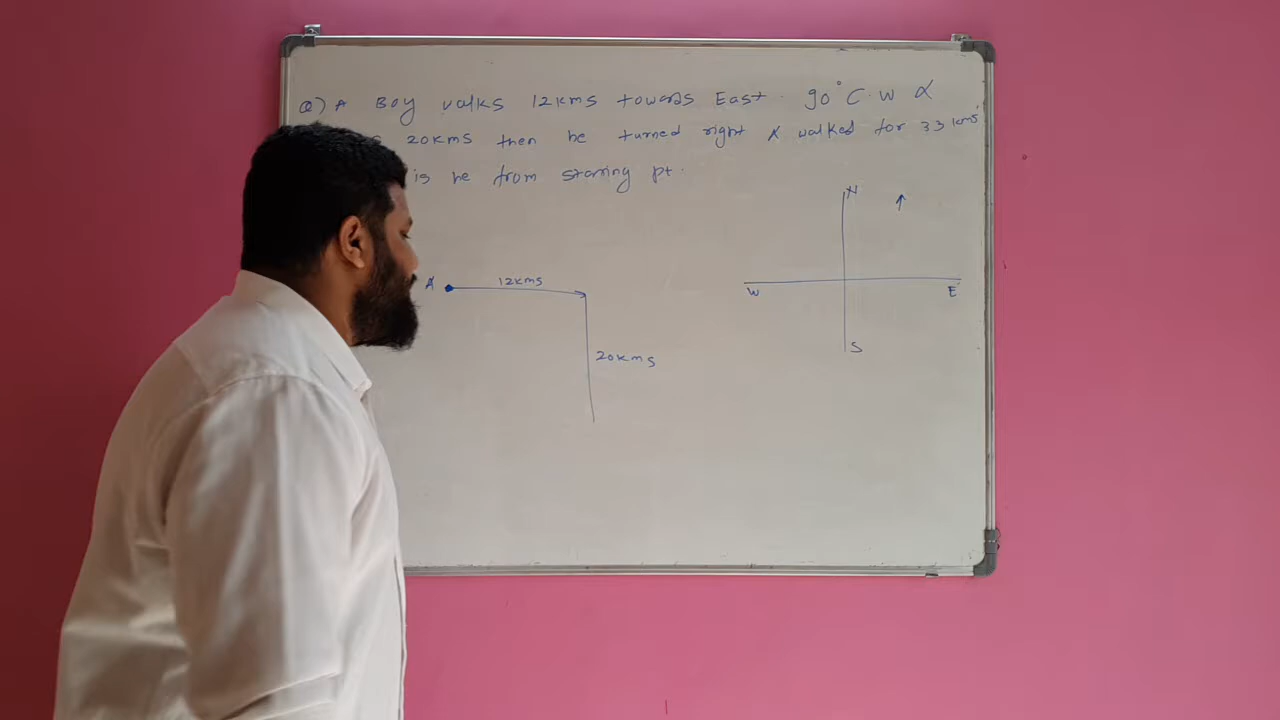 Q) A Boy walks 12kms towards East. 90° C.W &
20kms then he turned right & walked for 33 kms
is he from starring pt.
N
A 12kms
W E
S
20kms